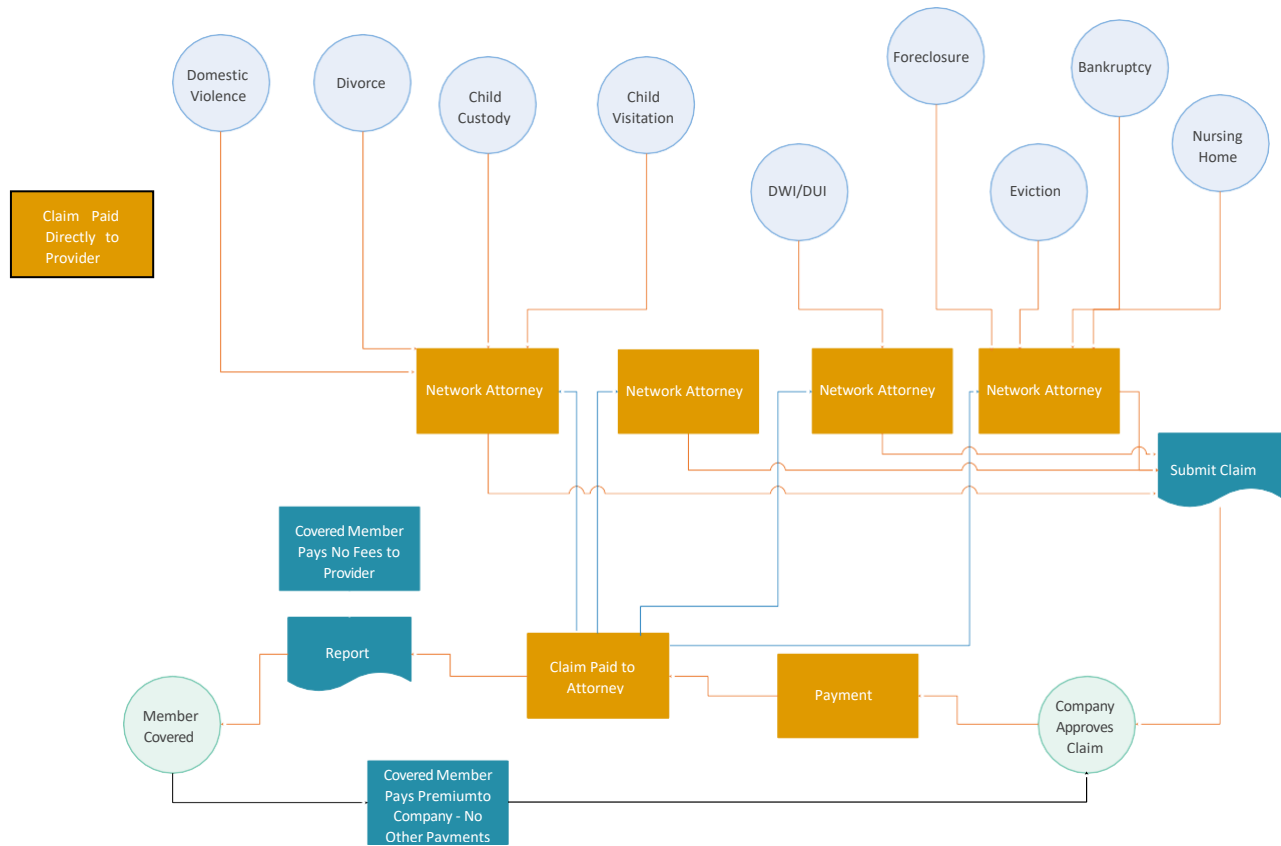 Foreclosure
Bankruptcy
Domestic
Violence
Divorce
Child
Custody
Child
Visitation
Nursing
Home
DWI/DUI
Eviction
Claim Paid
Directly to
Provider
Network Attorney
Network Attorney
Network Attorney
Network Attorney
Submit Claim
Covered Member
Pays No Fees to
Provider
Report
Claim Paid to
Attorney
Payment
Member
Covered
Company
Approves
Claim
Covered Member
Pays Premiumto
Company - No
Other Payments